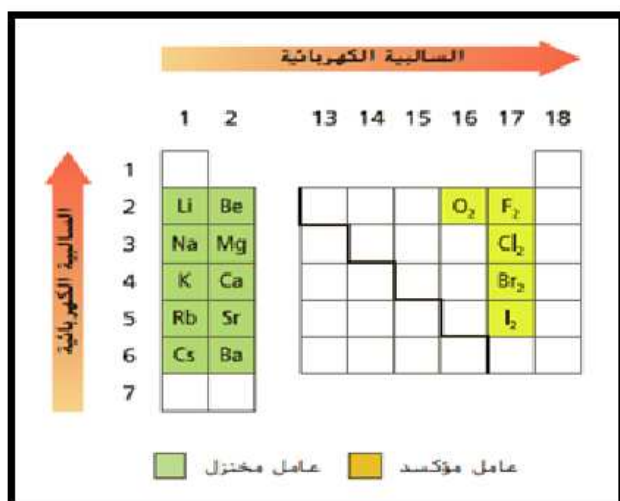 السالبية الكهربائية
1 2 13 14 15 16 17 18
السالبية الكهربائية
1
2 Li Be O₂ F₂
3 Na Mg Cl₂
4 K Ca Br₂
5 Rb Sr I₂
6 Cs Ba
7
عامل مختزل عامل مؤكسد